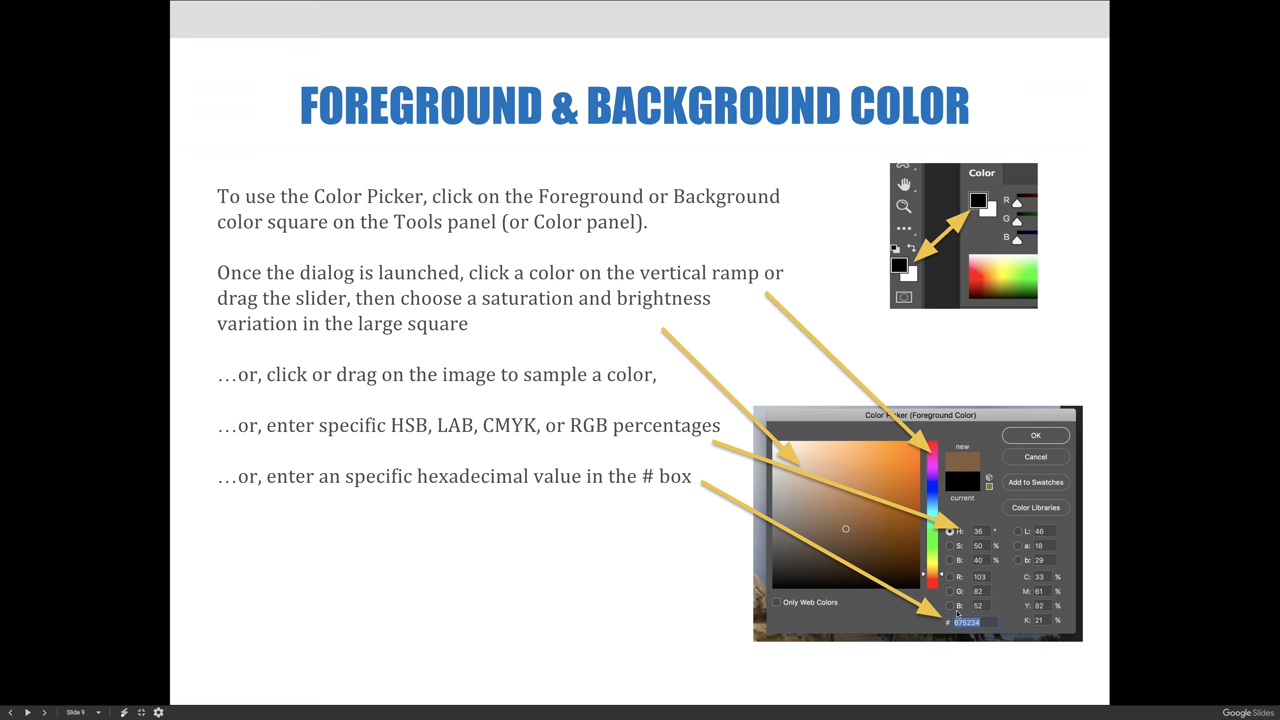 FOREGROUND & BACKGROUND COLOR
To use the Color Picker, click on the Foreground or Background
color square on the Tools panel (or Color panel).
Once the dialog is launched, click a color on the vertical ramp or
drag the slider, then choose a saturation and brightness
variation in the large square
…or, click or drag on the image to sample a color,
…or, enter specific HSB, LAB, CMYK, or RGB percentages
…or, enter an specific hexadecimal value in the # box
Color
R
G
B
Color Picker (Foreground Color)
new
current
OK
Cancel
Add to Swatches
Color Libraries
H: 36 ° L: 46
S: 50 % a: 18
B: 40 % b: 29
R: 103 C: 33 %
G: 82 M: 61 %
B: 52 Y: 82 %
# 675234 K: 21 %
Only Web Colors
Slide 9
Google Slides